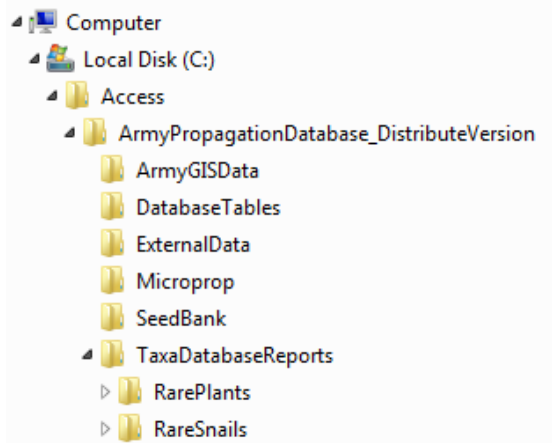 Computer
Local Disk (C:)
Access
ArmyPropagationDatabase_DistributeVersion
ArmyGISData
DatabaseTables
ExternalData
Microprop
SeedBank
TaxaDatabaseReports
RarePlants
RareSnails